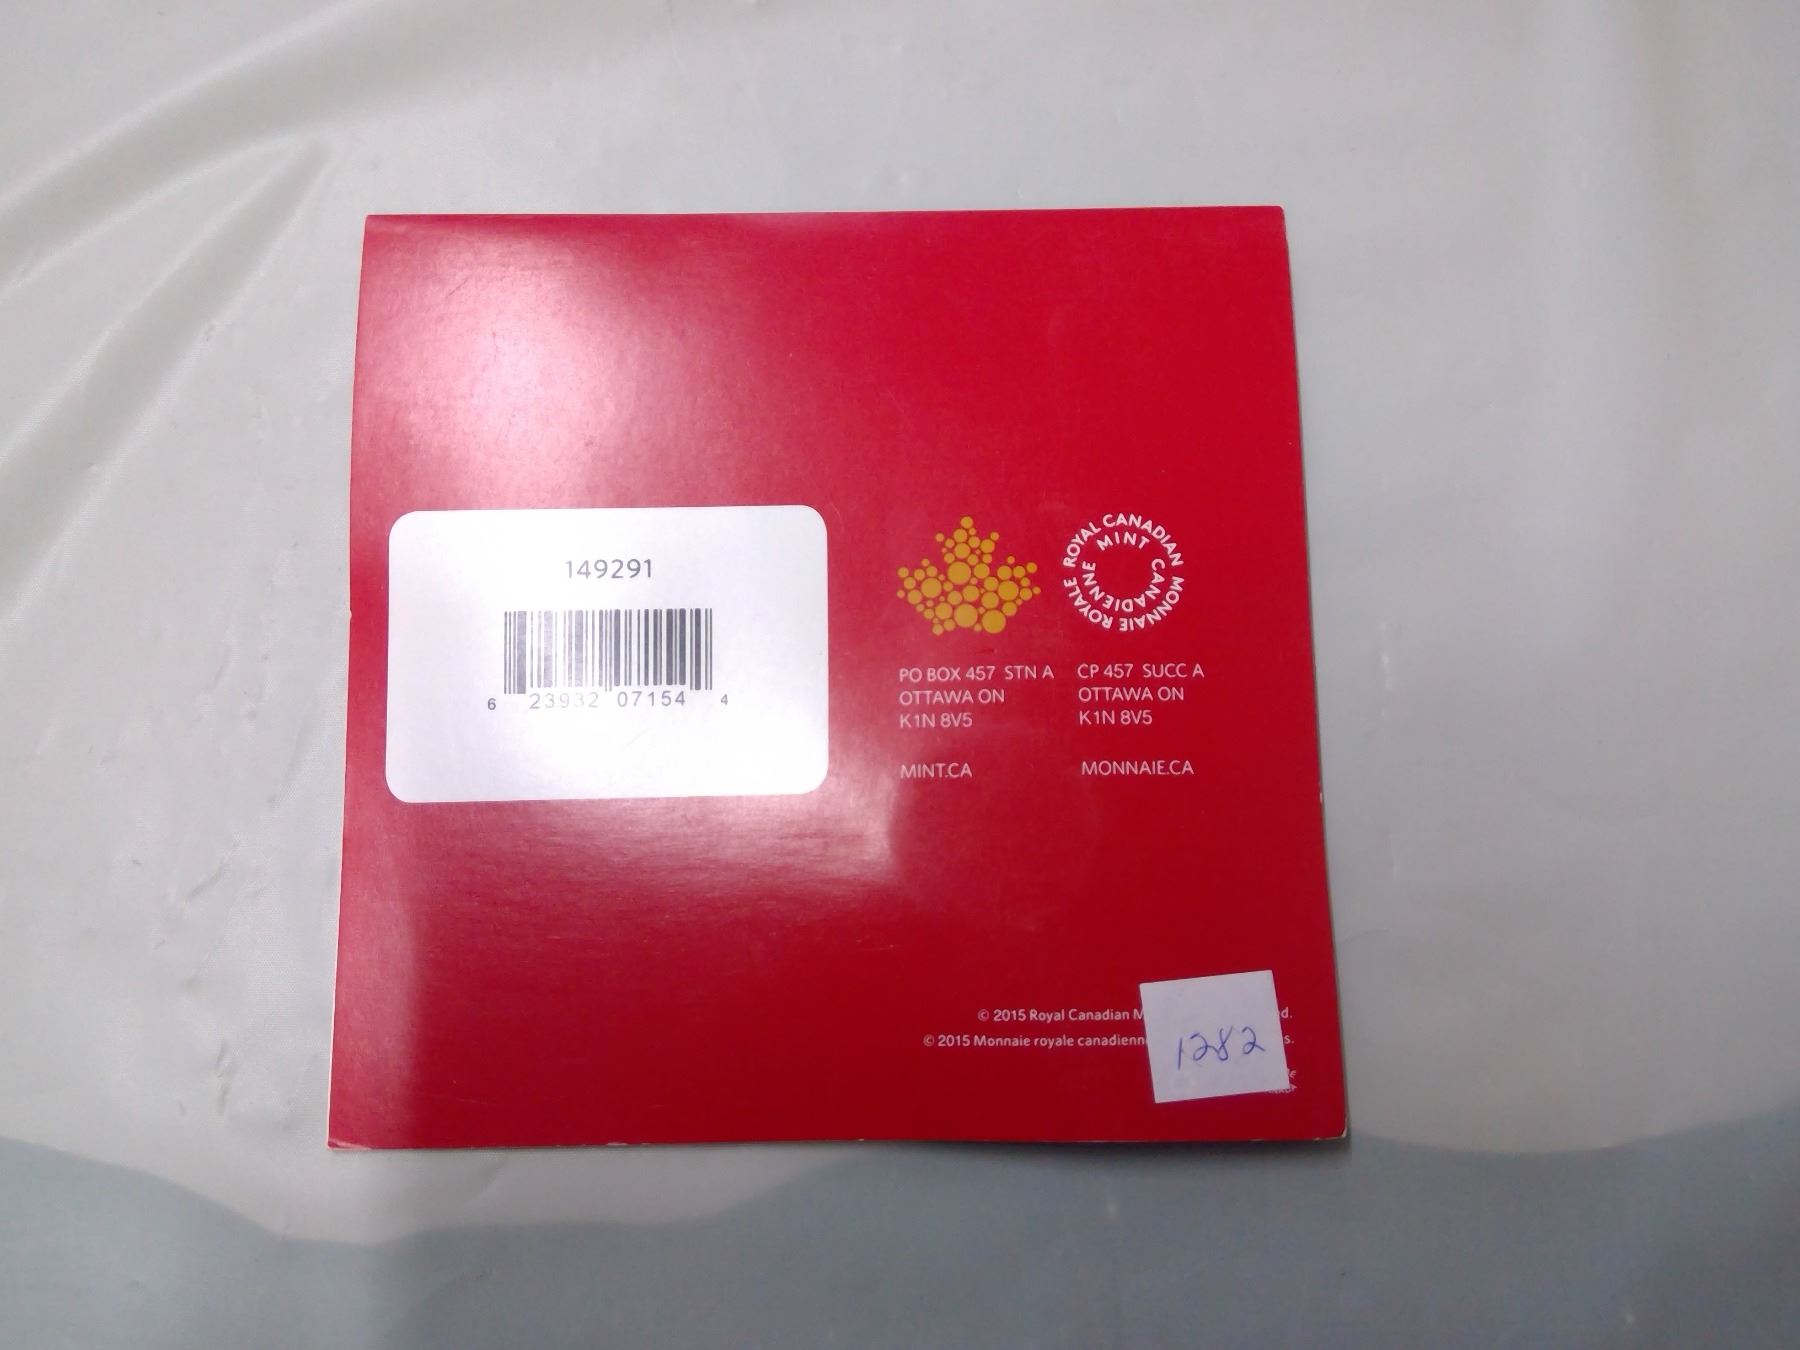 149291
6 23932 07154 4
ROYAL CANADIAN MINT
MONNAIE ROYALE CANADIENNE
PO BOX 457 STN A
OTTAWA ON
K1N 8V5
MINT.CA
CP 457 SUCC A
OTTAWA ON
K1N 8V5
MONNAIE.CA
© 2015 Royal Canadian
© 2015 Monnaie royale
1282